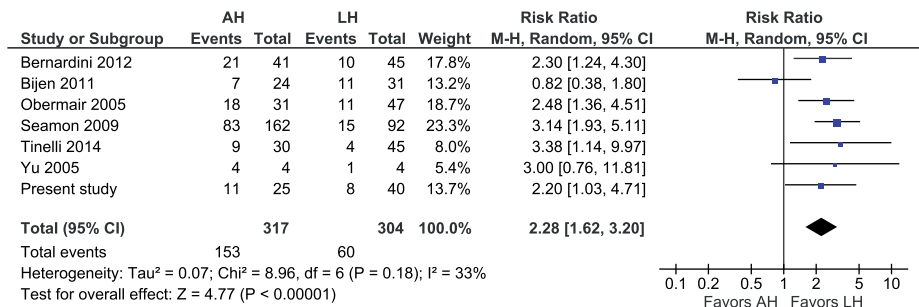 AH LH Risk Ratio Risk Ratio
Study or Subgroup Events Total Events Total Weight M-H, Random, 95% CI M-H, Random, 95% CI
Bernardini 2012 21 41 10 45 17.8% 2.30 [1.24, 4.30]
Bijen 2011 7 24 11 31 13.2% 0.82 [0.38, 1.80]
Obermair 2005 18 31 11 47 18.7% 2.48 [1.36, 4.51]
Seamon 2009 83 162 15 92 23.3% 3.14 [1.93, 5.11]
Tinelli 2014 9 30 4 45 8.0% 3.38 [1.14, 9.97]
Yu 2005 4 4 1 4 5.4% 3.00 [0.76, 11.81]
Present study 11 25 8 40 13.7% 2.20 [1.03, 4.71]
Total (95% CI) 317 304 100.0% 2.28 [1.62, 3.20]
Total events 153 60
Heterogeneity: Tau² = 0.07; Chi² = 8.96, df = 6 (P = 0.18); I² = 33%
Test for overall effect: Z = 4.77 (P < 0.00001)
0.1 0.2 0.5 1 2 5 10
Favors AH Favors LH